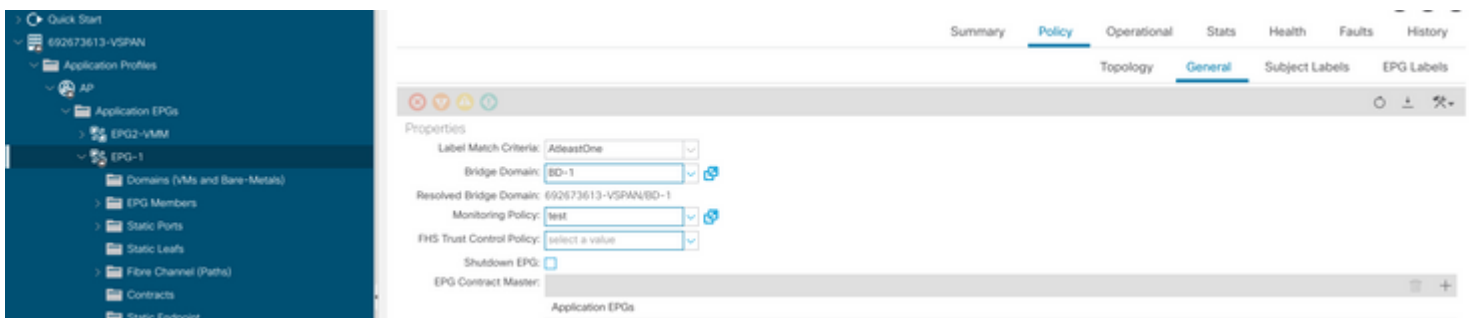 Quick Start
692673613-VSPAN
Application Profiles
AP
Application EPGs
EPG2-VMM
EPG-1
Domains (VMs and Bare-Metals)
EPG Members
Static Ports
Static Leafs
Fibre Channel (Paths)
Contracts
Static Endpoint
Summary Policy Operational Stats Health Faults History
Topology General Subject Labels EPG Labels
Properties
Label Match Criteria: AtleastOne
Bridge Domain: BD-1
Resolved Bridge Domain: 692673613-VSPAN/BD-1
Monitoring Policy: test
FHS Trust Control Policy: select a value
Shutdown EPG:
EPG Contract Master:
Application EPGs